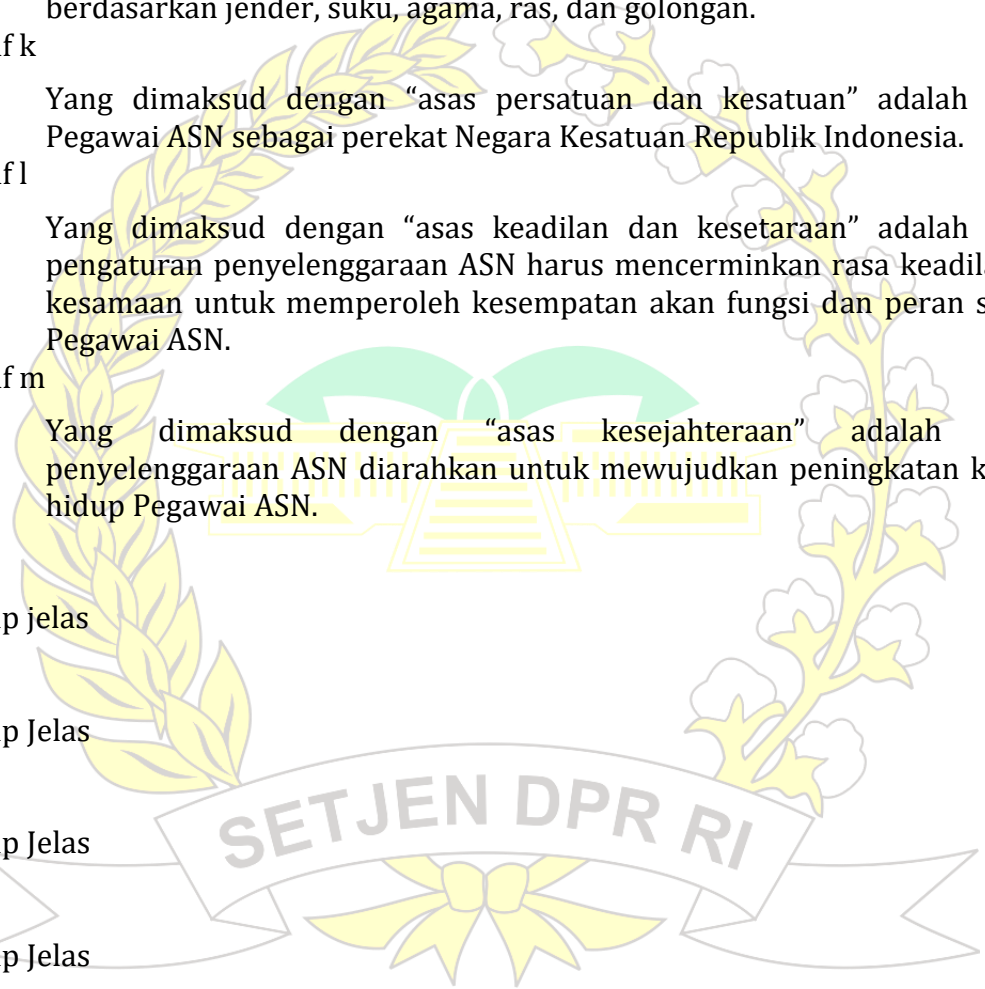 berdasarkan jender, suku, agama, ras, dan golongan.
f k
Yang dimaksud dengan “asas persatuan dan kesatuan” adalah
Pegawai ASN sebagai perekat Negara Kesatuan Republik Indonesia.
f l
Yang dimaksud dengan “asas keadilan dan kesetaraan” adalah
pengaturan penyelenggaraan ASN harus mencerminkan rasa keadila
kesamaan untuk memperoleh kesempatan akan fungsi dan peran s
Pegawai ASN.
f m
Yang dimaksud dengan “asas kesejahteraan” adalah
penyelenggaraan ASN diarahkan untuk mewujudkan peningkatan k
hidup Pegawai ASN.
p jelas
p Jelas
SETJEN DPR RI
p Jelas
p Jelas